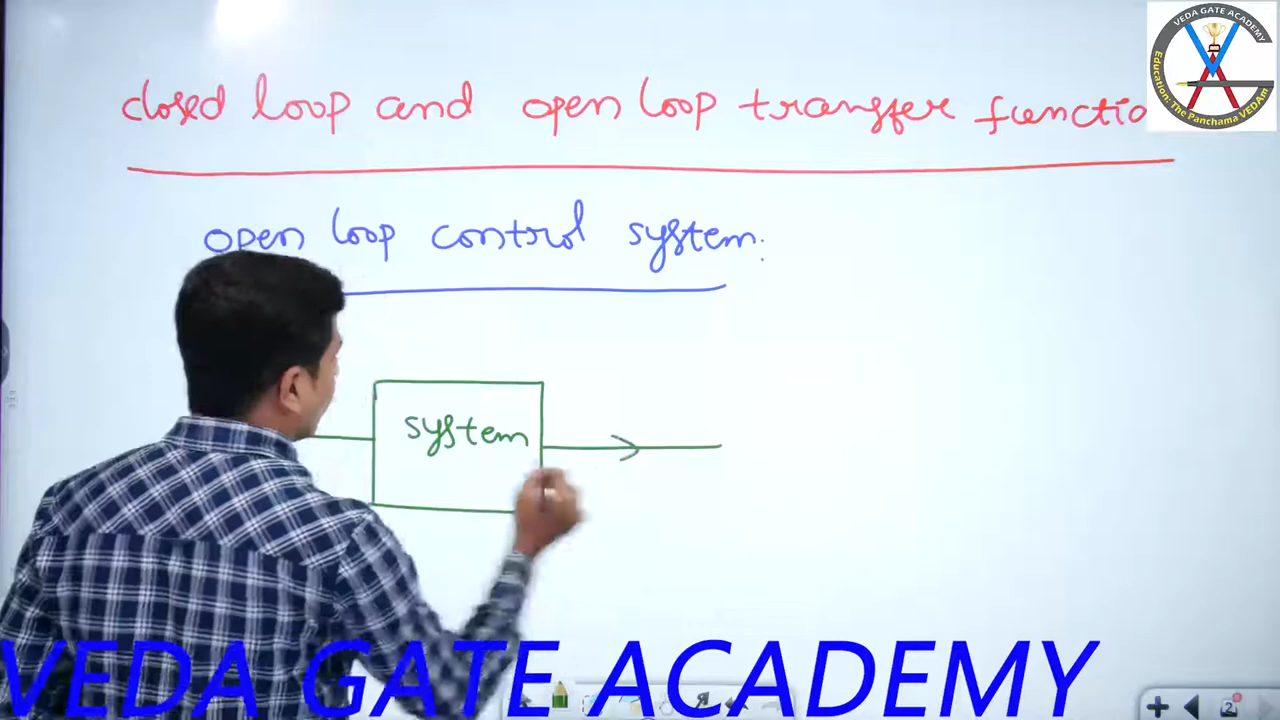 closed loop and open loop transfer functio
open loop control system.
system
VEDA GATE ACADEMY
Education: The Panchama VEDAm
VEDA GATE ACADEMY
2